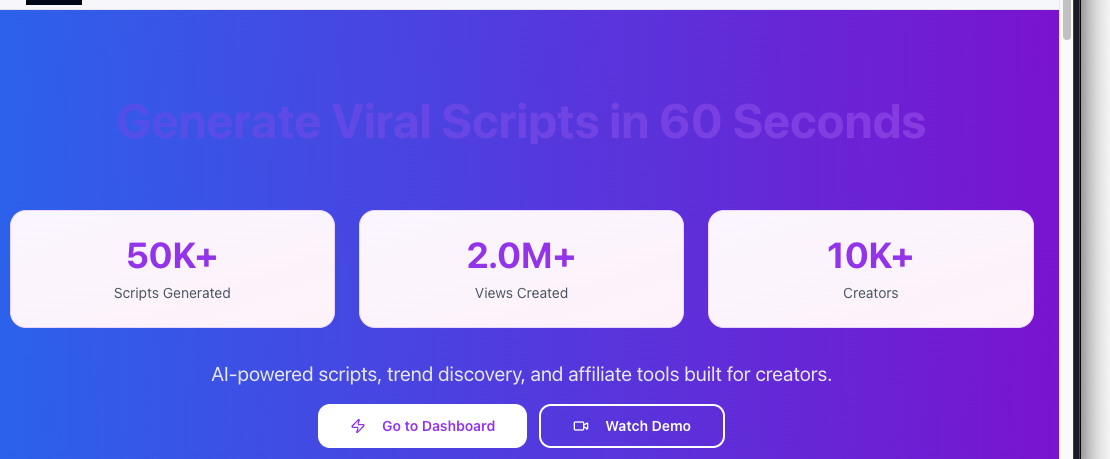 Generate Viral Scripts in 60 Seconds
50K+
Scripts Generated
2.0M+
Views Created
10K+
Creators
AI-powered scripts, trend discovery, and affiliate tools built for creators.
Go to Dashboard
Watch Demo